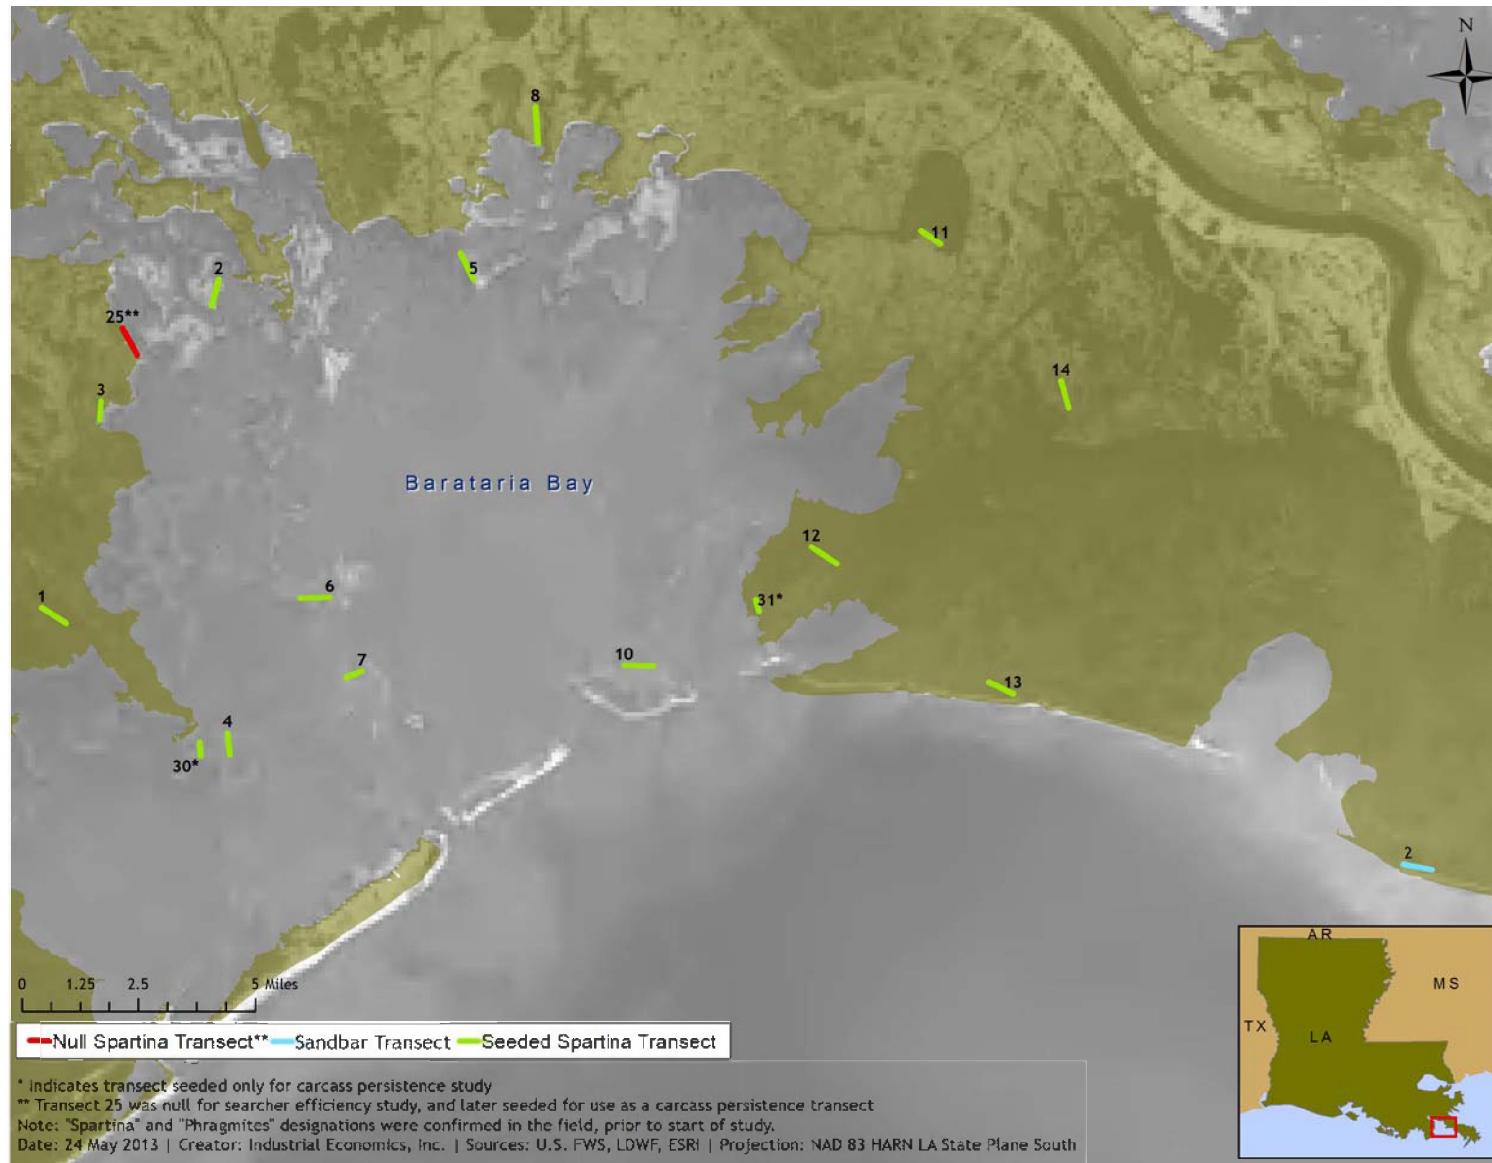 N
8
11
2
5
25**
14
3
Barataria Bay
12
6
31*
1
10
7
13
4
30*
2
0 1.25 2.5 5 Miles
Null Spartina Transect** Sandbar Transect Seeded Spartina Transect
* Indicates transect seeded only for carcass persistence study
** Transect 25 was null for searcher efficiency study, and later seeded for use as a carcass persistence transect
Note: "Spartina" and "Phragmites" designations were confirmed in the field, prior to start of study.
Date: 24 May 2013 | Creator: Industrial Economics, Inc. | Sources: U.S. FWS, LDWF, ESRI | Projection: NAD 83 HARN LA State Plane South
AR
MS
TX
LA